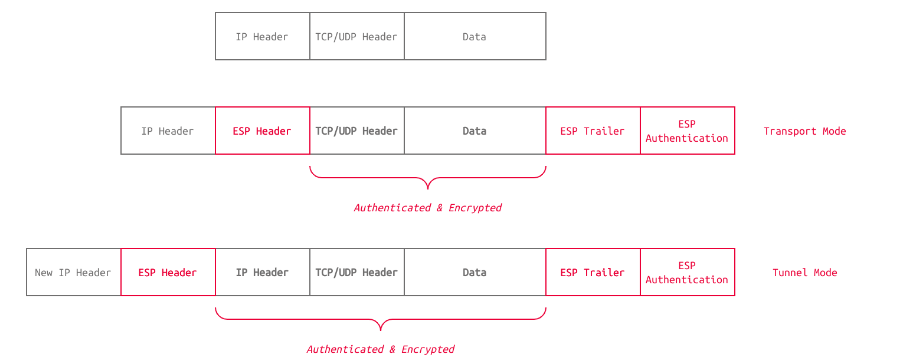 IP Header
TCP/UDP Header
Data
IP Header
ESP Header
TCP/UDP Header
Data
ESP Trailer
ESP
Authentication
Transport Mode
Authenticated & Encrypted
New IP Header
ESP Header
IP Header
TCP/UDP Header
Data
ESP Trailer
ESP
Authentication
Tunnel Mode
Authenticated & Encrypted